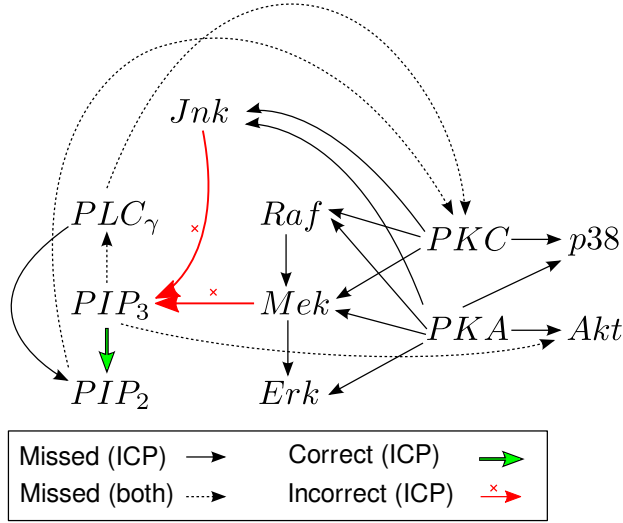 Jnk
PLCγ Raf PKC p38
PIP3 Mek PKA Akt
PIP2 Erk
Missed (ICP) Correct (ICP)
Missed (both) Incorrect (ICP)